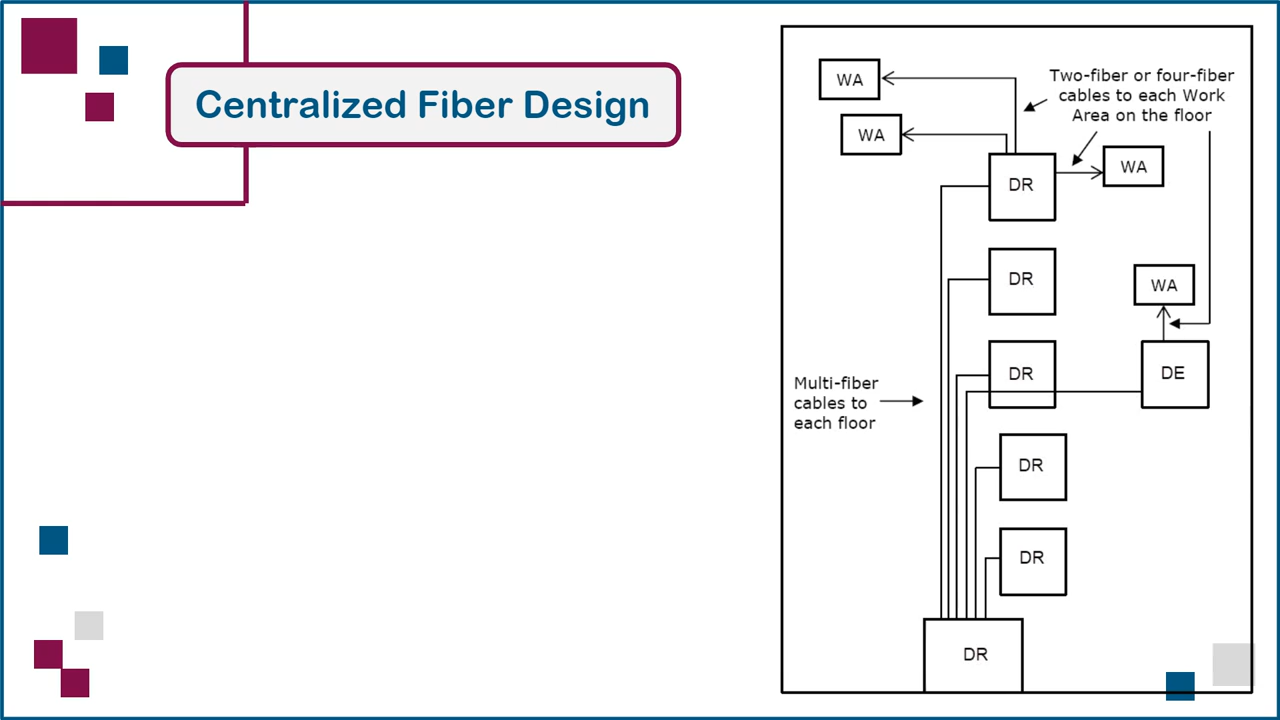 Centralized Fiber Design
WA
Two-fiber or four-fiber
cables to each Work
Area on the floor
WA
WA
DR
DR
WA
DR
DE
Multi-fiber
cables to
each floor
DR
DR
DR